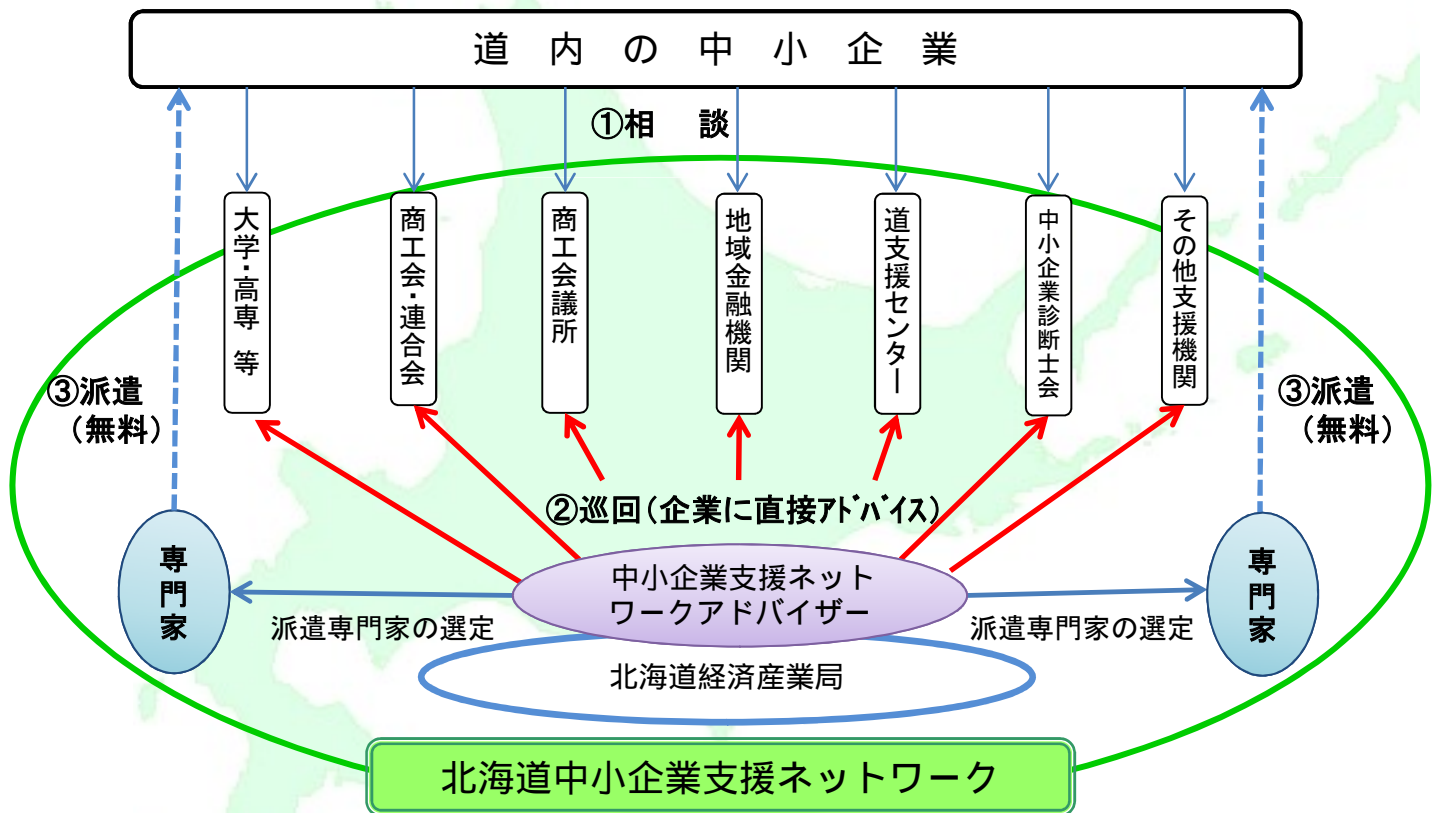 道内の中小企業
①相談
大学・高専 等
商工会・連合会
商工会議所
地域金融機関
道支援センター
中小企業診断士会
その他支援機関
③派遣
（無料）
③派遣
（無料）
②巡回（企業に直接ｱﾄﾞﾊﾞｲｽ）
専門家
中小企業支援ネット
ワークアドバイザー
専門家
派遣専門家の選定
派遣専門家の選定
北海道経済産業局
北海道中小企業支援ネットワーク